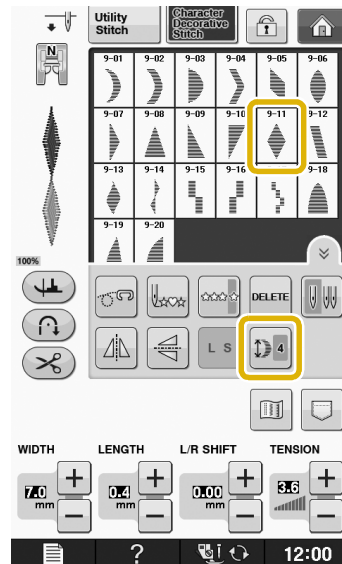 Utility
Stitch
Character
Decorative
Stitch
N
9-01 9-02 9-03 9-04 9-05 9-06
9-07 9-08 9-09 9-10 9-11 9-12
9-13 9-14 9-15 9-16 9-18
9-19 9-20
100%
DELETE
L S
4
WIDTH LENGTH L/R SHIFT TENSION
7.0 0.4 0.00 3.6
mm mm mm
? i 12:00